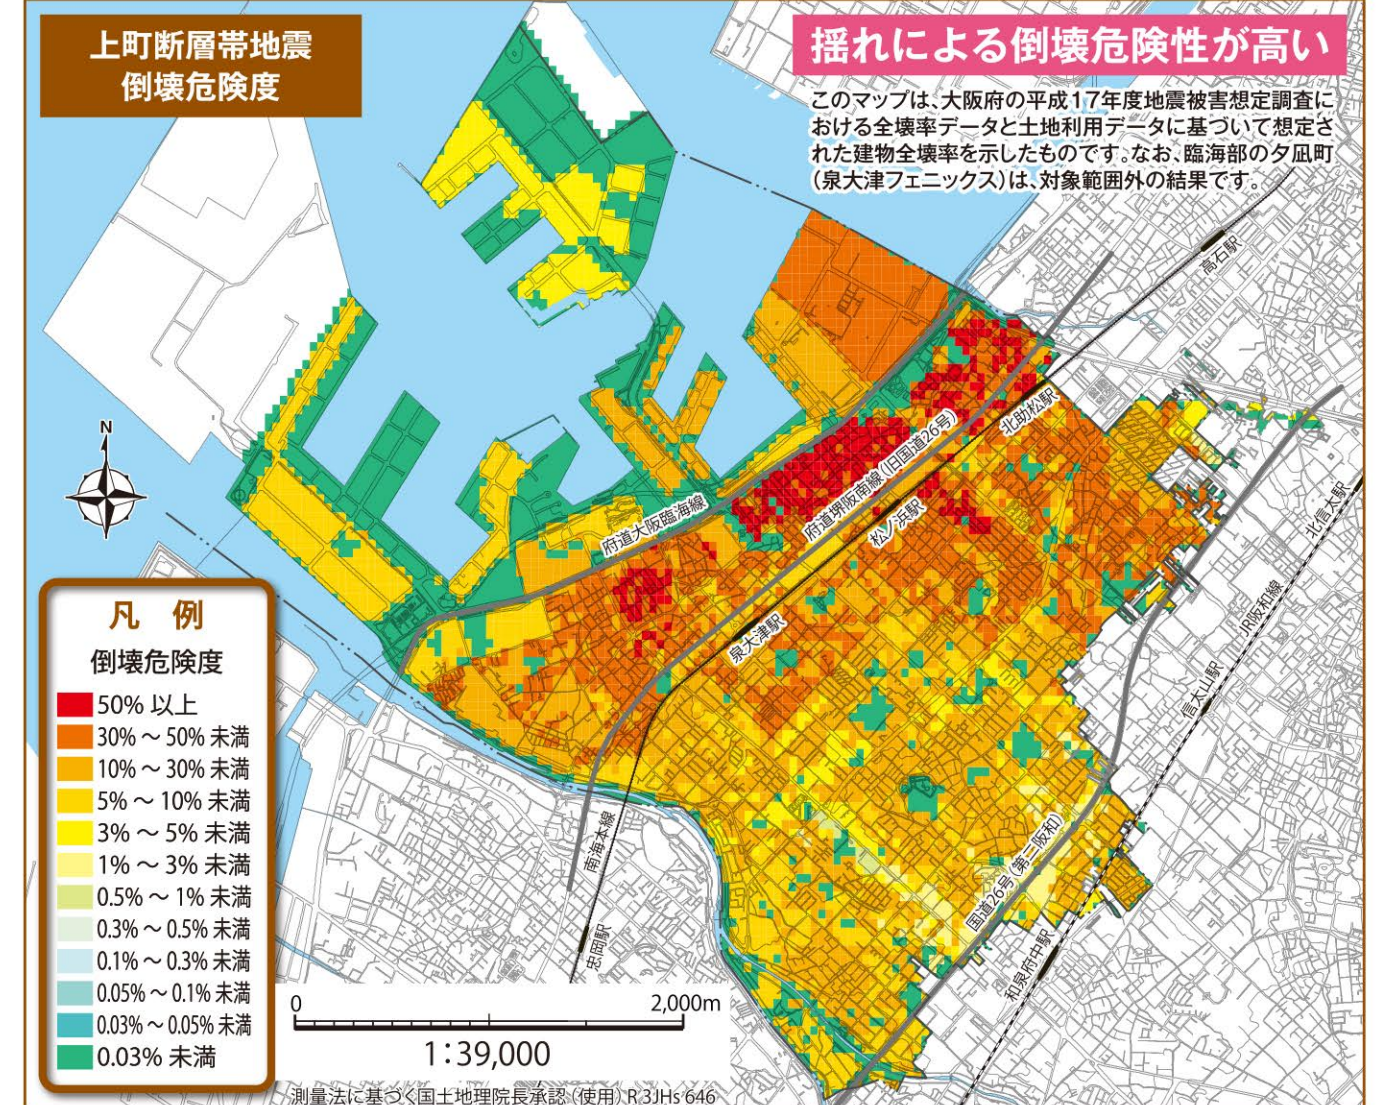 上町断層帯地震
倒壊危険度
揺れによる倒壊危険性が高い
このマップは、大阪府の平成17年度地震被害想定調査に
おける全壊率データと土地利用データに基づいて想定さ
れた建物全壊率を示したものです。なお、臨海部の夕凪町
(泉大津フェニックス)は、対象範囲外の結果です。
高石駅
北助松駅
府道堺阪南線(旧国道26号)
松ノ浜駅
府道大阪臨海線
泉大津駅
北信太駅
JR阪和線
信太山駅
国道26号(第二阪和)
和泉府中駅
南海本線
忠岡駅
N
凡 例
倒壊危険度
50% 以上
30% ～ 50% 未満
10% ～ 30% 未満
5% ～ 10% 未満
3% ～ 5% 未満
1% ～ 3% 未満
0.5% ～ 1% 未満
0.3% ～ 0.5% 未満
0.1% ～ 0.3% 未満
0.05% ～ 0.1% 未満
0.03% ～ 0.05% 未満
0.03% 未満
0 2,000m
1:39,000
測量法に基づく国土地理院長承認(使用)R 3JHs 646